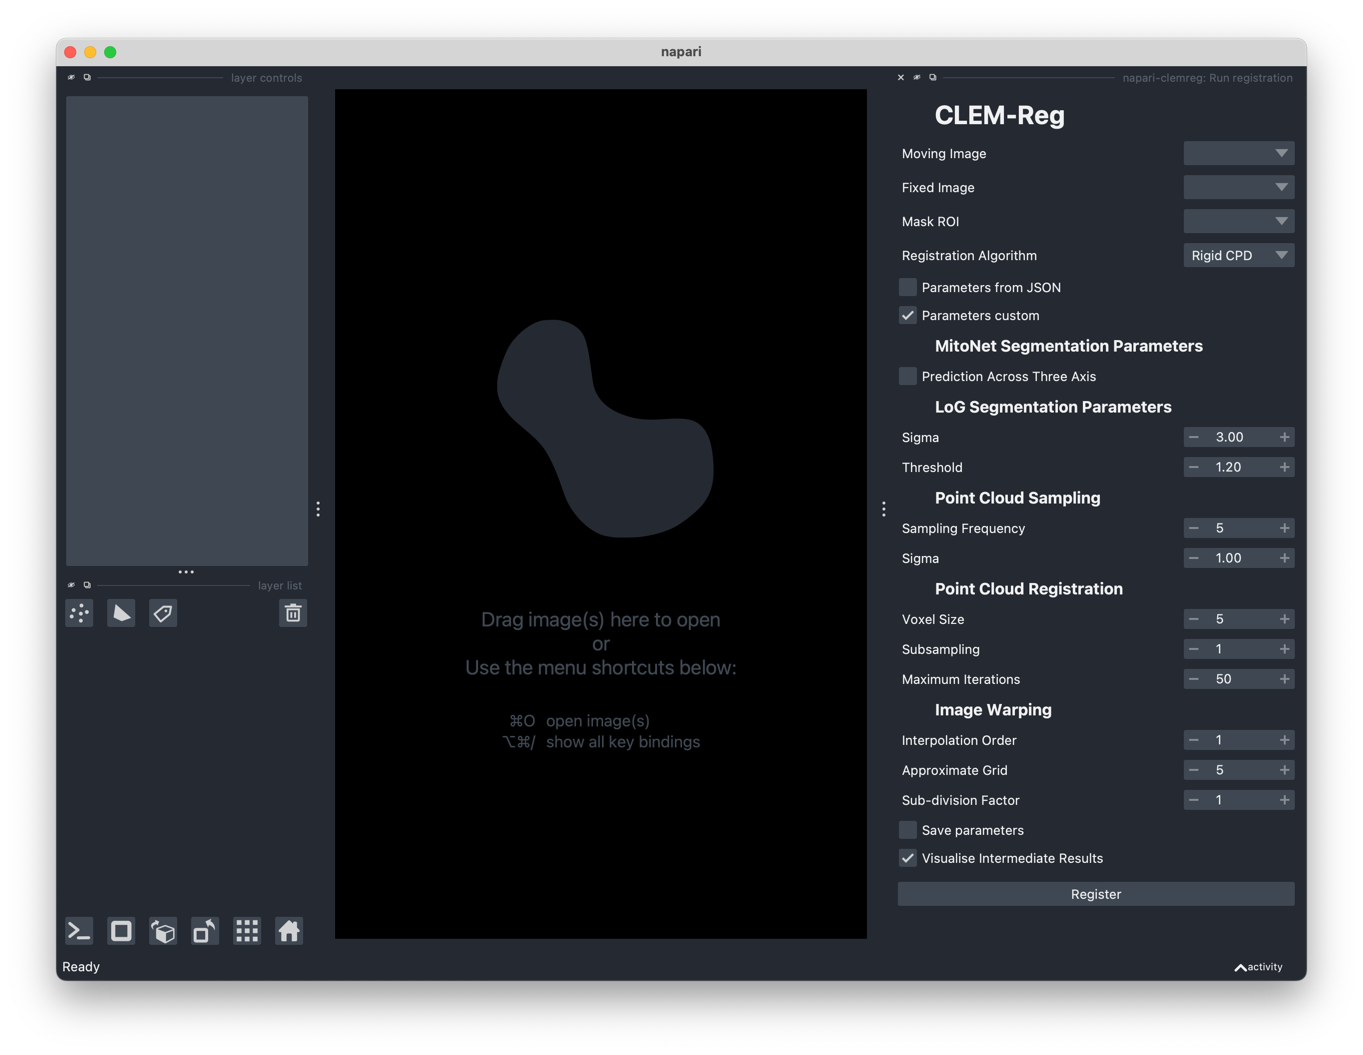 napari
layer controls
layer list
Drag image(s) here to open
or
Use the menu shortcuts below:
⌘O open image(s)
⌥⌘/ show all key bindings
napari-clemreg: Run registration
CLEM-Reg
Moving Image
Fixed Image
Mask ROI
Registration Algorithm Rigid CPD
Parameters from JSON
Parameters custom
MitoNet Segmentation Parameters
Prediction Across Three Axis
LoG Segmentation Parameters
Sigma − 3.00 +
Threshold − 1.20 +
Point Cloud Sampling
Sampling Frequency − 5 +
Sigma − 1.00 +
Point Cloud Registration
Voxel Size − 5 +
Subsampling − 1 +
Maximum Iterations − 50 +
Image Warping
Interpolation Order − 1 +
Approximate Grid − 5 +
Sub-division Factor − 1 +
Save parameters
Visualise Intermediate Results
Register
Ready
activity